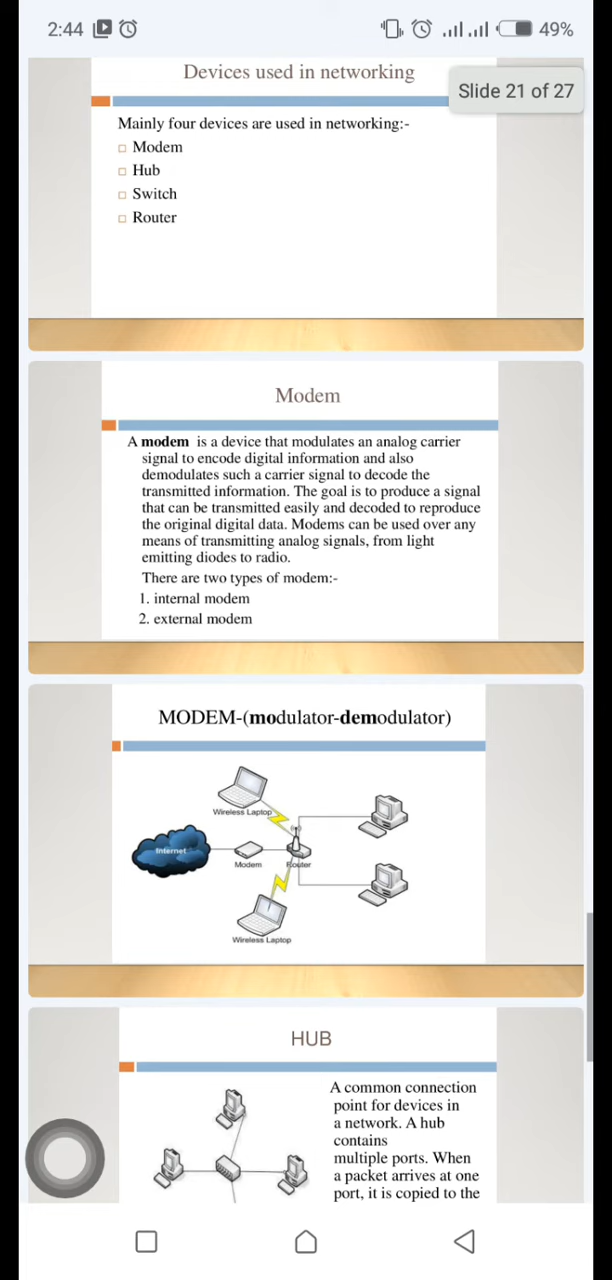 2:44
49%
Devices used in networking
Slide 21 of 27
Mainly four devices are used in networking:-
Modem
Hub
Switch
Router
Modem
A modem is a device that modulates an analog carrier
signal to encode digital information and also
demodulates such a carrier signal to decode the
transmitted information. The goal is to produce a signal
that can be transmitted easily and decoded to reproduce
the original digital data. Modems can be used over any
means of transmitting analog signals, from light
emitting diodes to radio.
There are two types of modem:-
1. internal modem
2. external modem
MODEM-(modulator-demodulator)
Wireless Laptop
Internet
Modem
Router
Wireless Laptop
HUB
A common connection
point for devices in
a network. A hub
contains
multiple ports. When
a packet arrives at one
port, it is copied to the